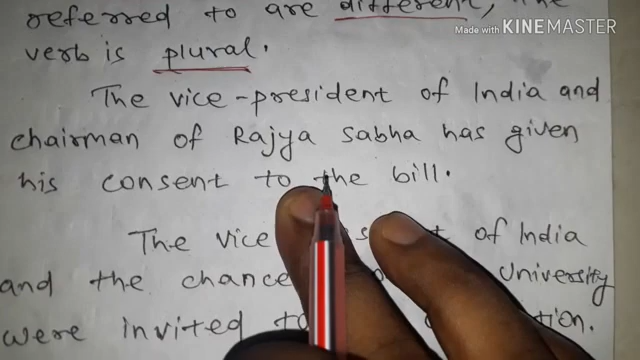 referred to are different, the
Made with KINEMASTER
verb is plural.
The vice-president of India and
chairman of Rajya Sabha has given
his consent to the bill.
The vice of India
and the University
were invited